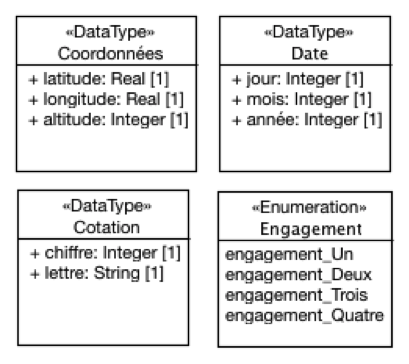 «DataType»
Coordonnées
+ latitude: Real [1]
+ longitude: Real [1]
+ altitude: Integer [1]
«DataType»
Date
+ jour: Integer [1]
+ mois: Integer [1]
+ année: Integer [1]
«DataType»
Cotation
+ chiffre: Integer [1]
+ lettre: String [1]
«Enumeration»
Engagement
engagement_Un
engagement_Deux
engagement_Trois
engagement_Quatre